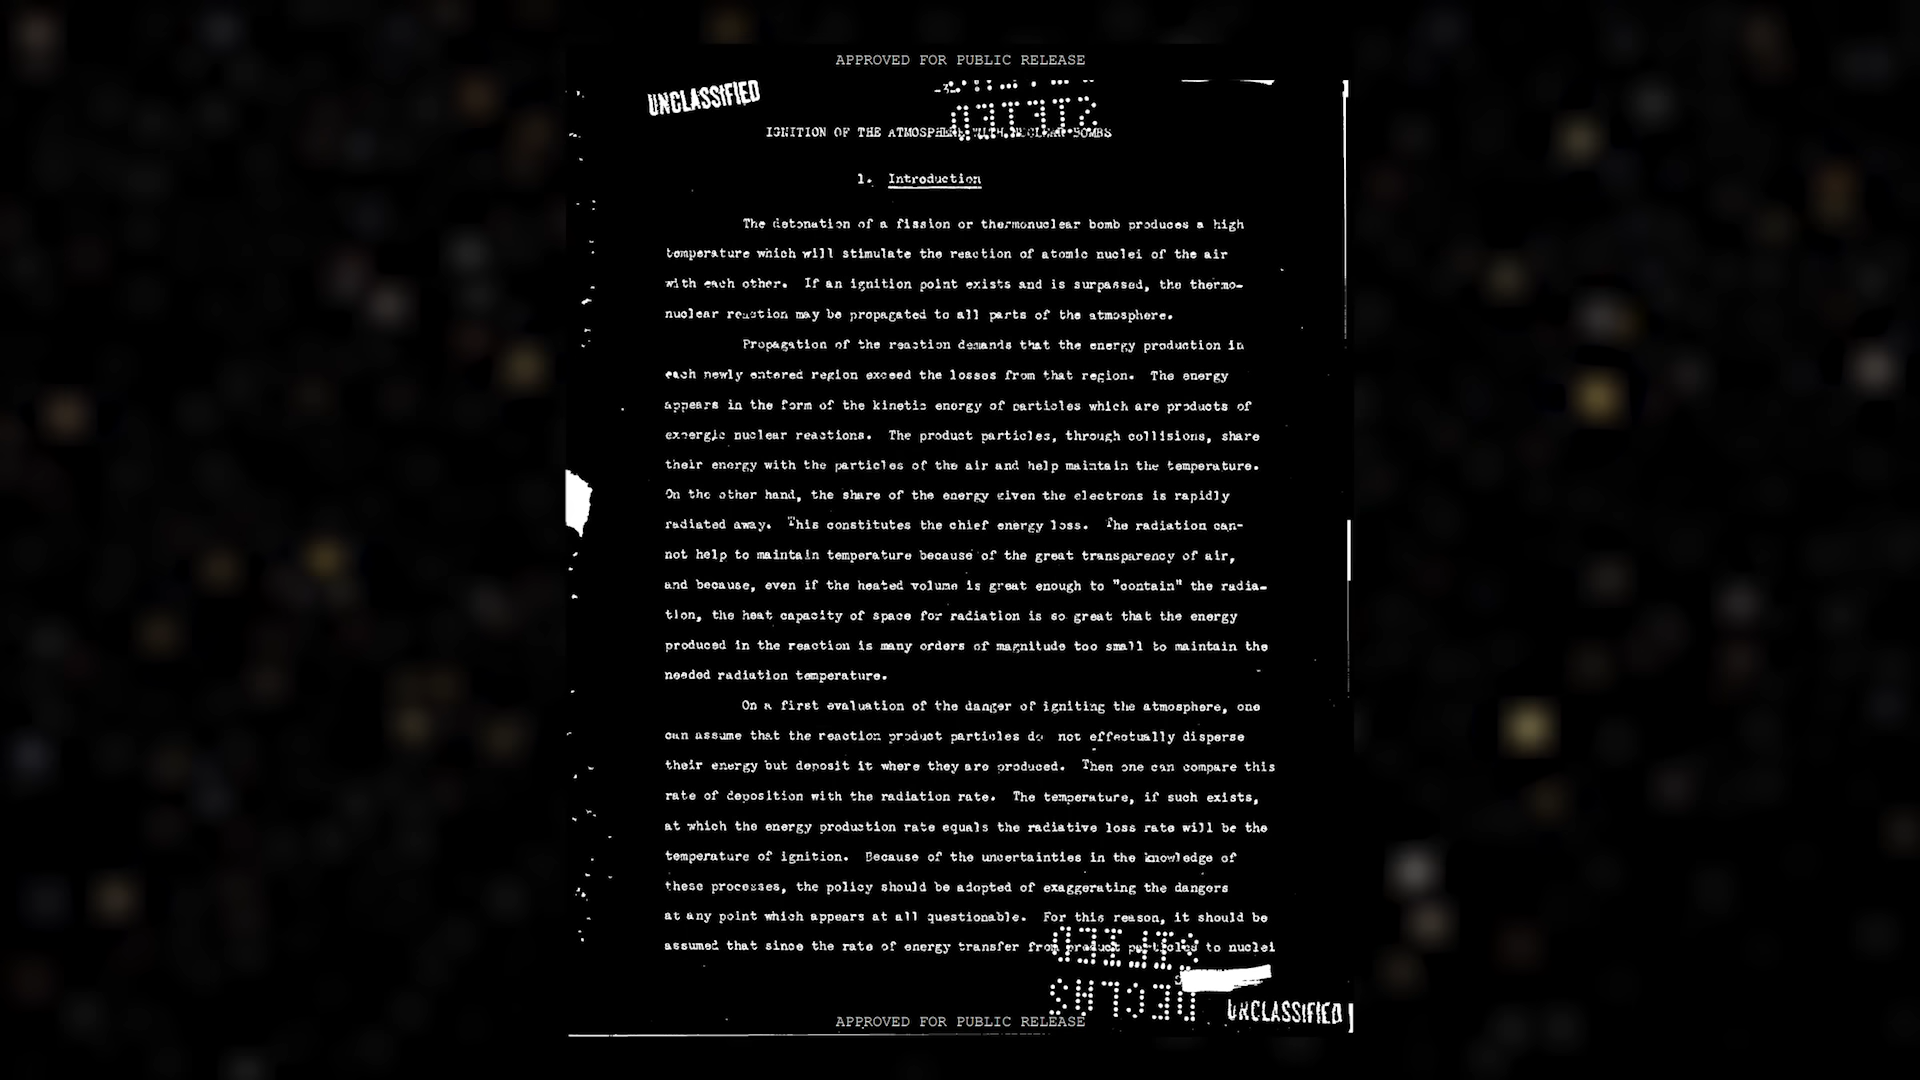 APPROVED FOR PUBLIC RELEASE
UNCLASSIFIED
IGNITION OF THE ATMOSPHERE WITH NUCLEAR BOMBS
1. Introduction
The detonation of a fission or thermonuclear bomb produces a high
temperature which will stimulate the reaction of atomic nuclei of the air
with each other. If an ignition point exists and is surpassed, the thermo-
nuclear reaction may be propagated to all parts of the atmosphere.
Propagation of the reaction demands that the energy production in
each newly entered region exceed the losses from that region. The energy
appears in the form of the kinetic energy of particles which are products of
exoergic nuclear reactions. The product particles, through collisions, share
their energy with the particles of the air and help maintain the temperature.
On the other hand, the share of the energy given the electrons is rapidly
radiated away. This constitutes the chief energy loss. The radiation can-
not help to maintain temperature because of the great transparency of air,
and because, even if the heated volume is great enough to "contain" the radia-
tion, the heat capacity of space for radiation is so great that the energy
produced in the reaction is many orders of magnitude too small to maintain the
needed radiation temperature.
On a first evaluation of the danger of igniting the atmosphere, one
can assume that the reaction product particles do not effectually disperse
their energy but deposit it where they are produced. Then one can compare this
rate of deposition with the radiation rate. The temperature, if such exists,
at which the energy production rate equals the radiative loss rate will be the
temperature of ignition. Because of the uncertainties in the knowledge of
these processes, the policy should be adopted of exaggerating the dangers
at any point which appears at all questionable. For this reason, it should be
assumed that since the rate of energy transfer from product particles to nuclei
UNCLASSIFIED
APPROVED FOR PUBLIC RELEASE